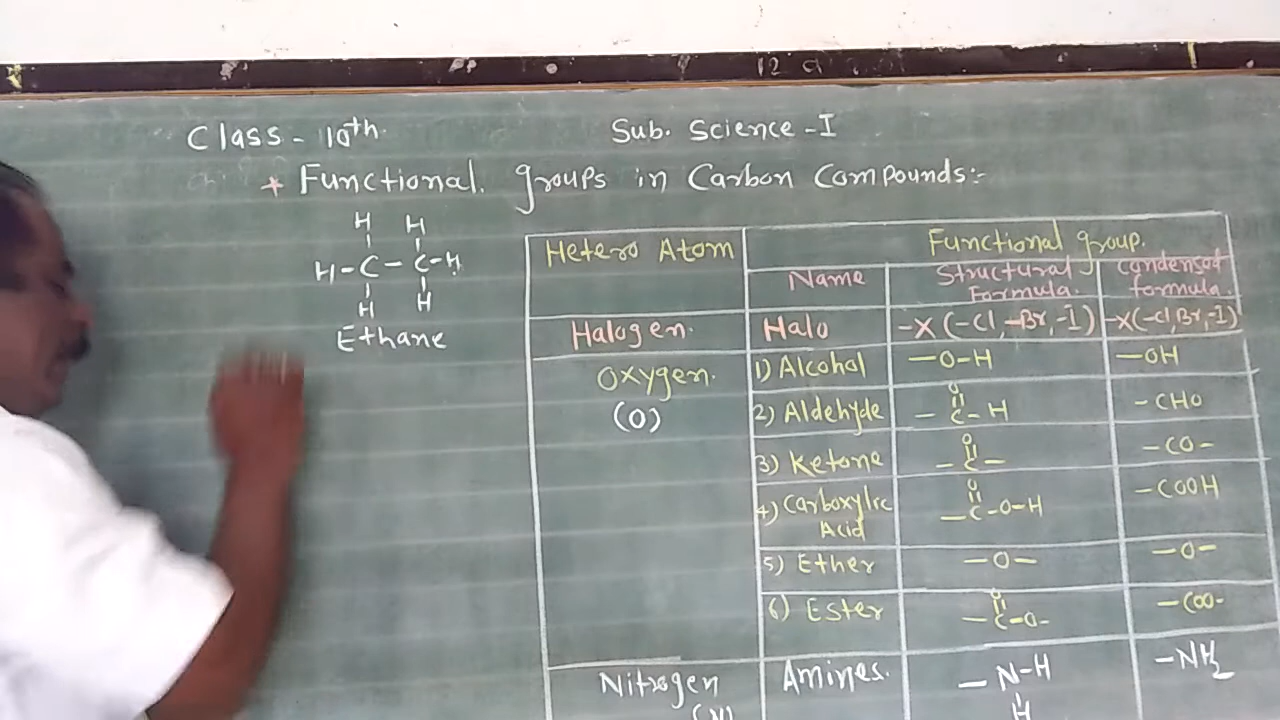 Class - 10th
Sub. Science - I
* Functional. groups in Carbon Compounds:-
H H
H - C - C - H
H H
Ethane
Hetero Atom
Functional group.
Name
Structural Formula.
Condensed formula.
Halogen.
Halo
-X (-Cl, -Br, -I)
-X(-Cl, Br, -I)
Oxygen.
(O)
1) Alcohol
-O-H
-OH
2) Aldehyde
O
- C - H
- CHO
3) Ketone
O
- C -
- CO -
4) Carboxylic Acid
O
- C - O - H
- COOH
5) Ether
- O -
- O -
6) Ester
O
- C - O -
- COO -
Nitrogen
(N)
Amines.
- N - H
H
- NH2